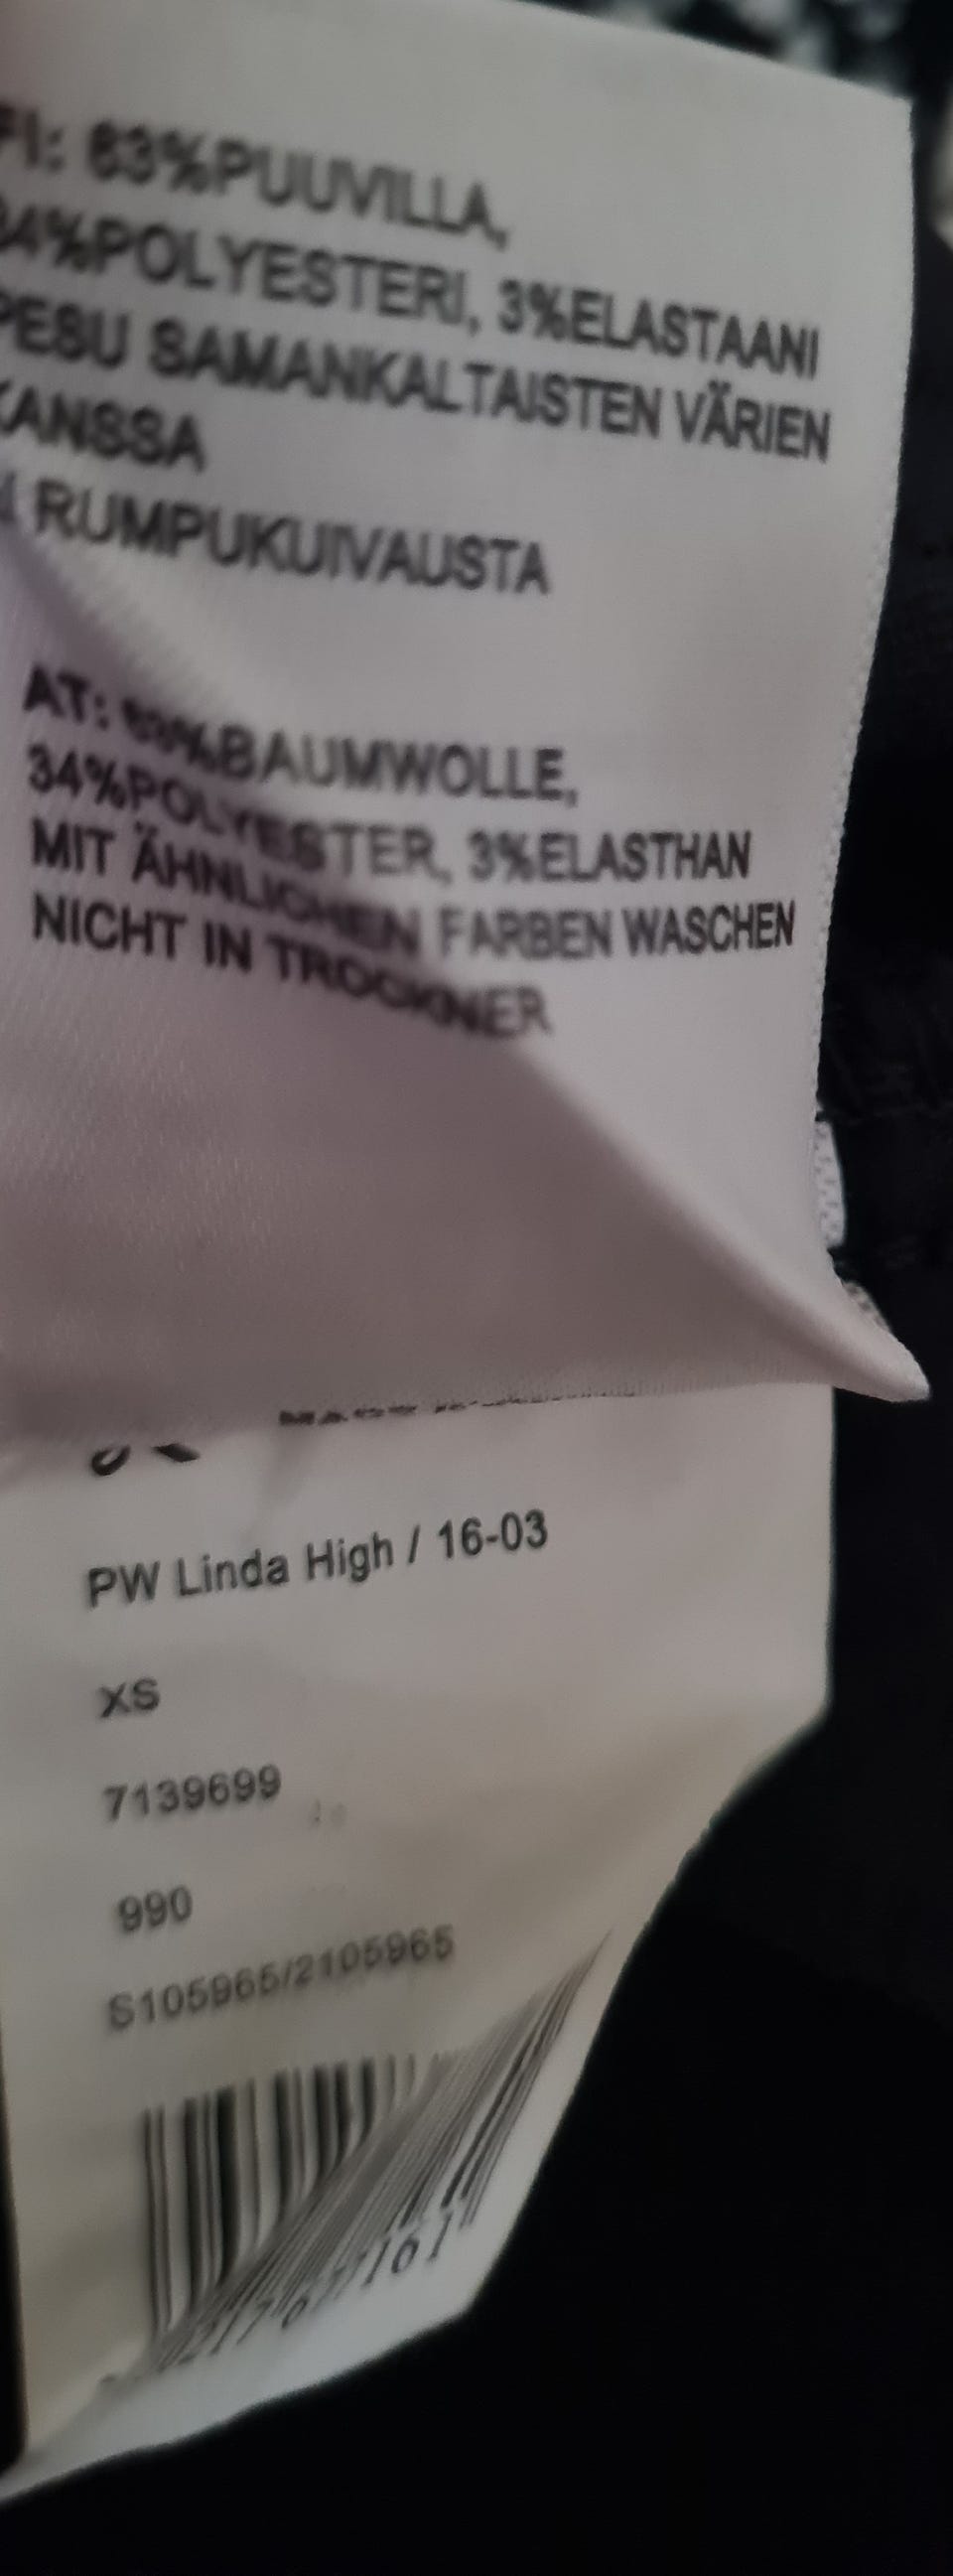 FI: 63%PUUVILLA,
34%POLYESTERI, 3%ELASTAANI
PESU SAMANKALTAISTEN VÄRIEN
KANSSA
RUMPUKUIVAUSTA
AT: 63%BAUMWOLLE,
34%POLYESTER, 3%ELASTHAN
MIT ÄHNLICHEN FARBEN WASCHEN
NICHT IN TROCKNER
PW Linda High / 16-03
XS
7139699
990
S105965/2105965